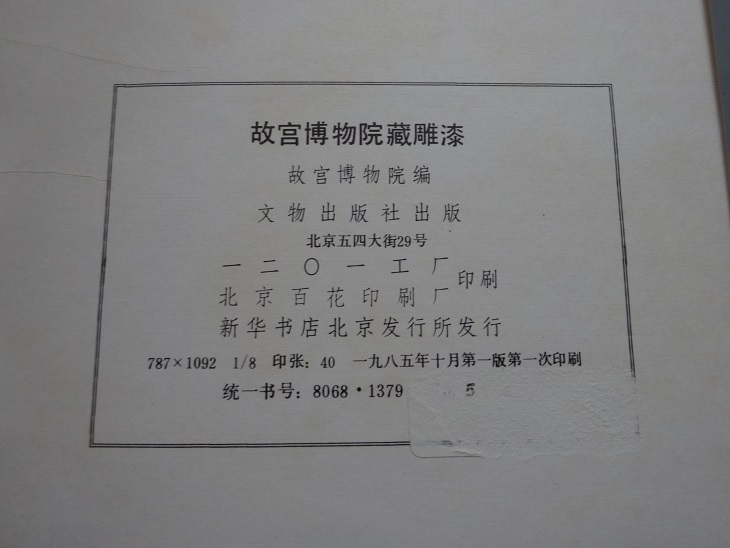 故宫博物院藏雕漆
故宫博物院编
文物出版社出版
北京五四大街29号
一二〇一工厂
北京百花印刷厂
印刷
新华书店北京发行所发行
787×1092 1/8 印张：40 一九八五年十月第一版第一次印刷
统一书号：8068·1379 5